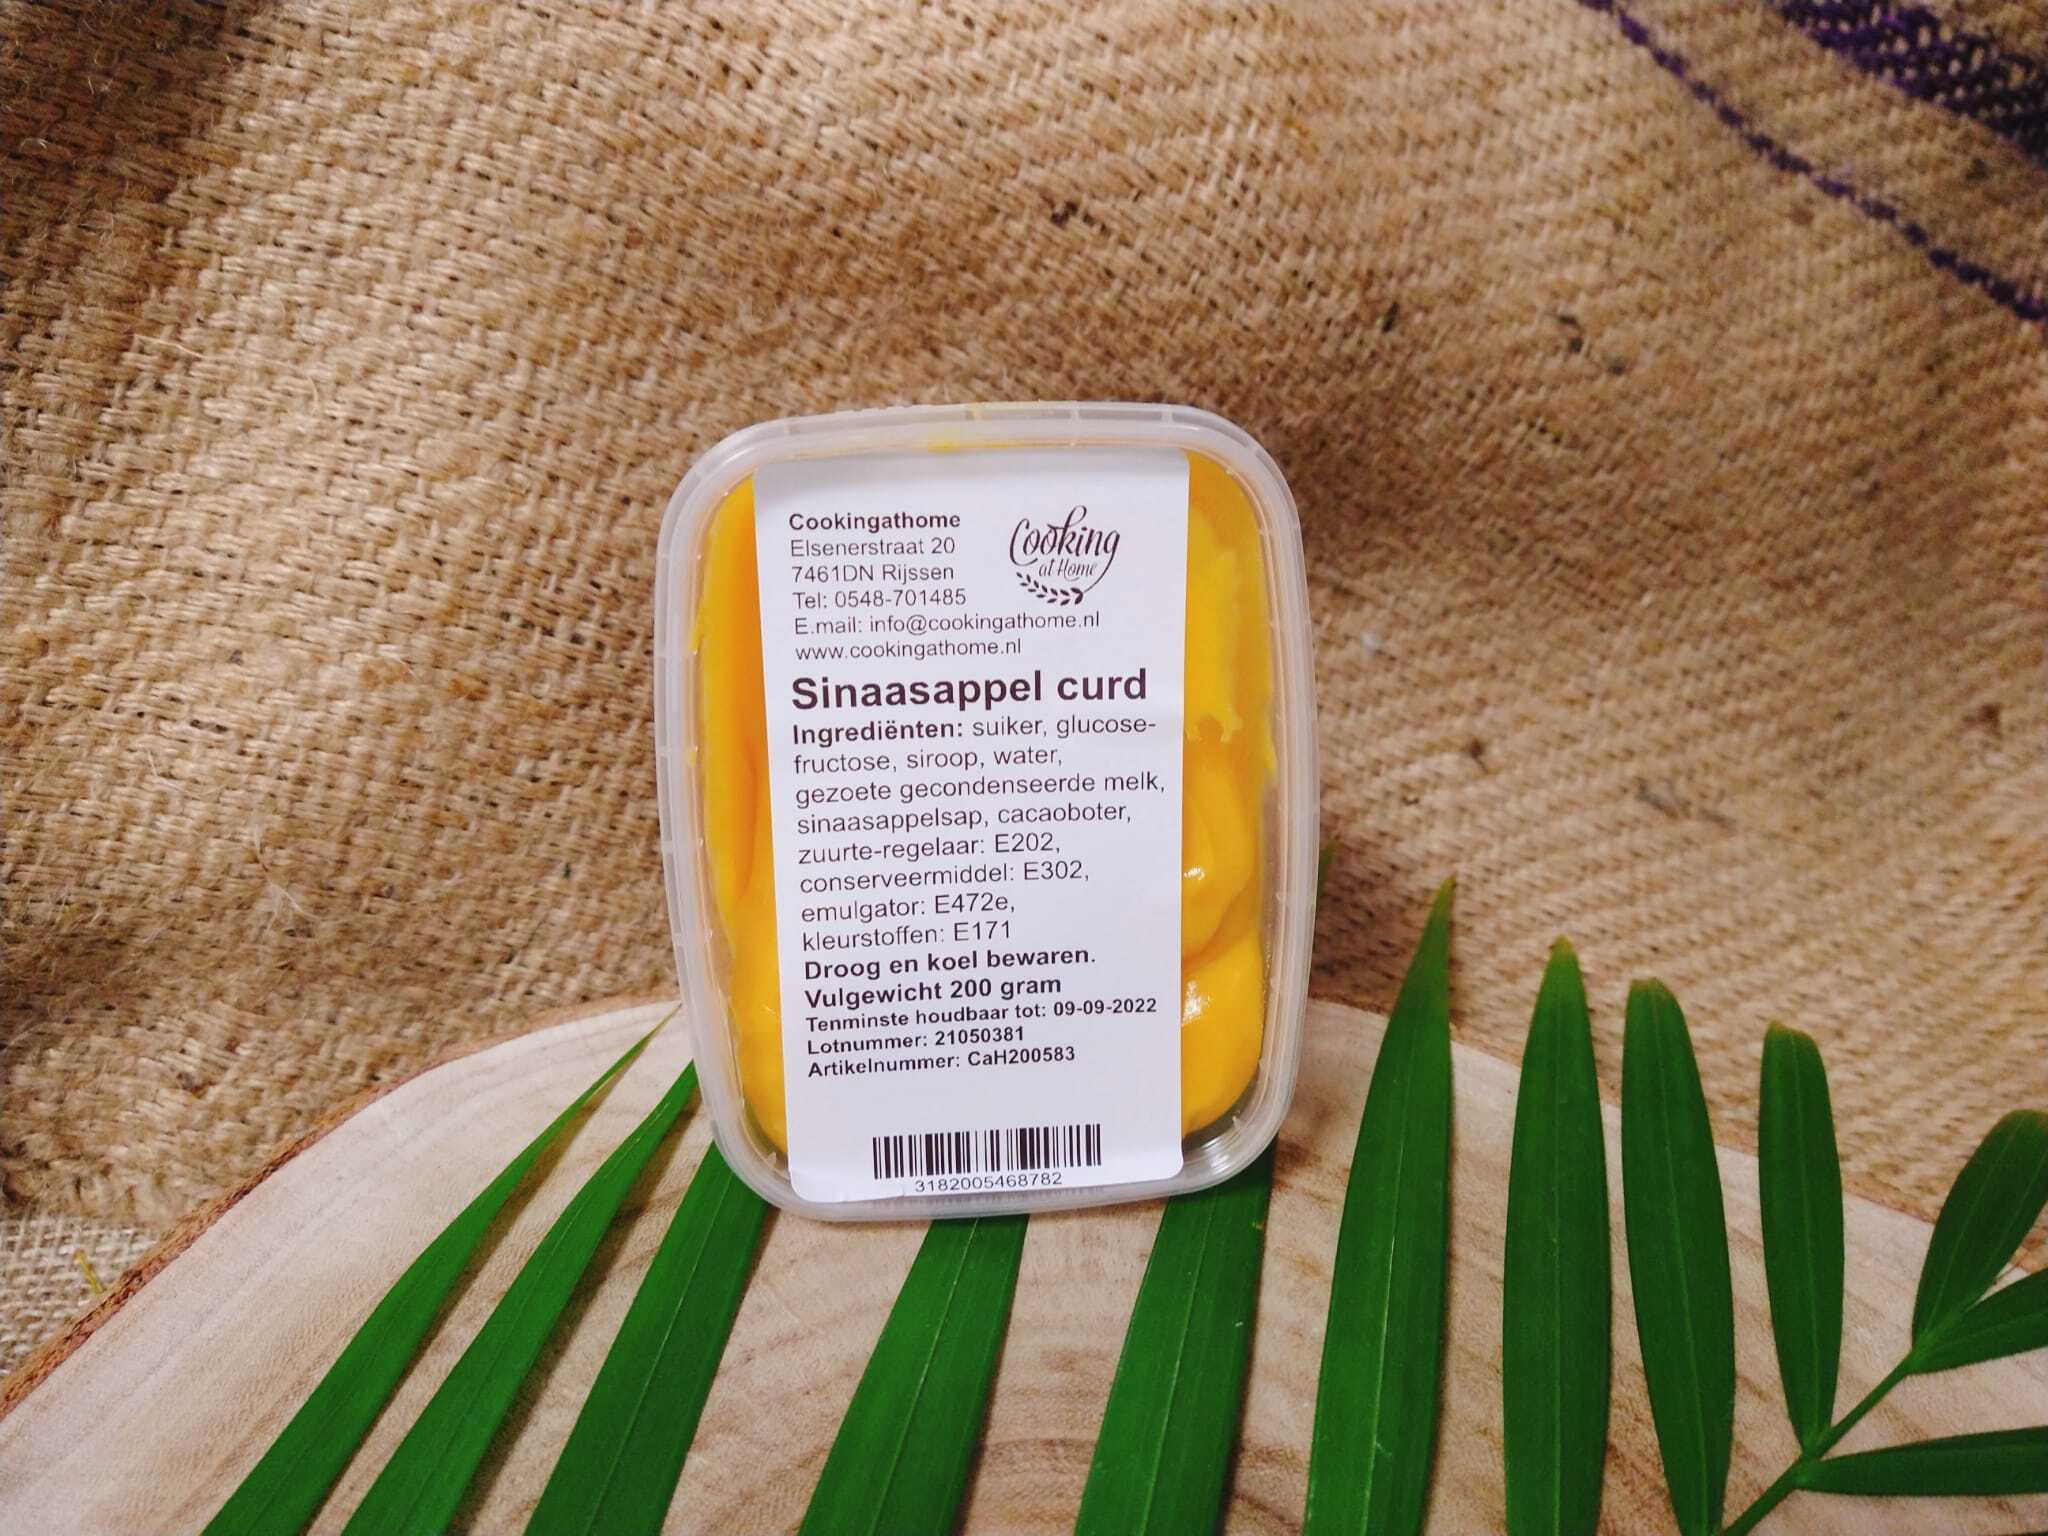 Cookingathome
Elsenerstraat 20
7461DN Rijssen
Tel: 0548-701485
E.mail: info@cookingathome.nl
www.cookingathome.nl
Cooking
at Home
Sinaasappel curd
Ingrediënten: suiker, glucose-
fructose, siroop, water,
gezoete gecondenseerde melk,
sinaasappelsap, cacaoboter,
zuurte-regelaar: E202,
conserveermiddel: E302,
emulgator: E472e,
kleurstoffen: E171
Droog en koel bewaren.
Vulgewicht 200 gram
Tenminste houdbaar tot: 09-09-2022
Lotnummer: 21050381
Artikelnummer: CaH200583
3182005468782